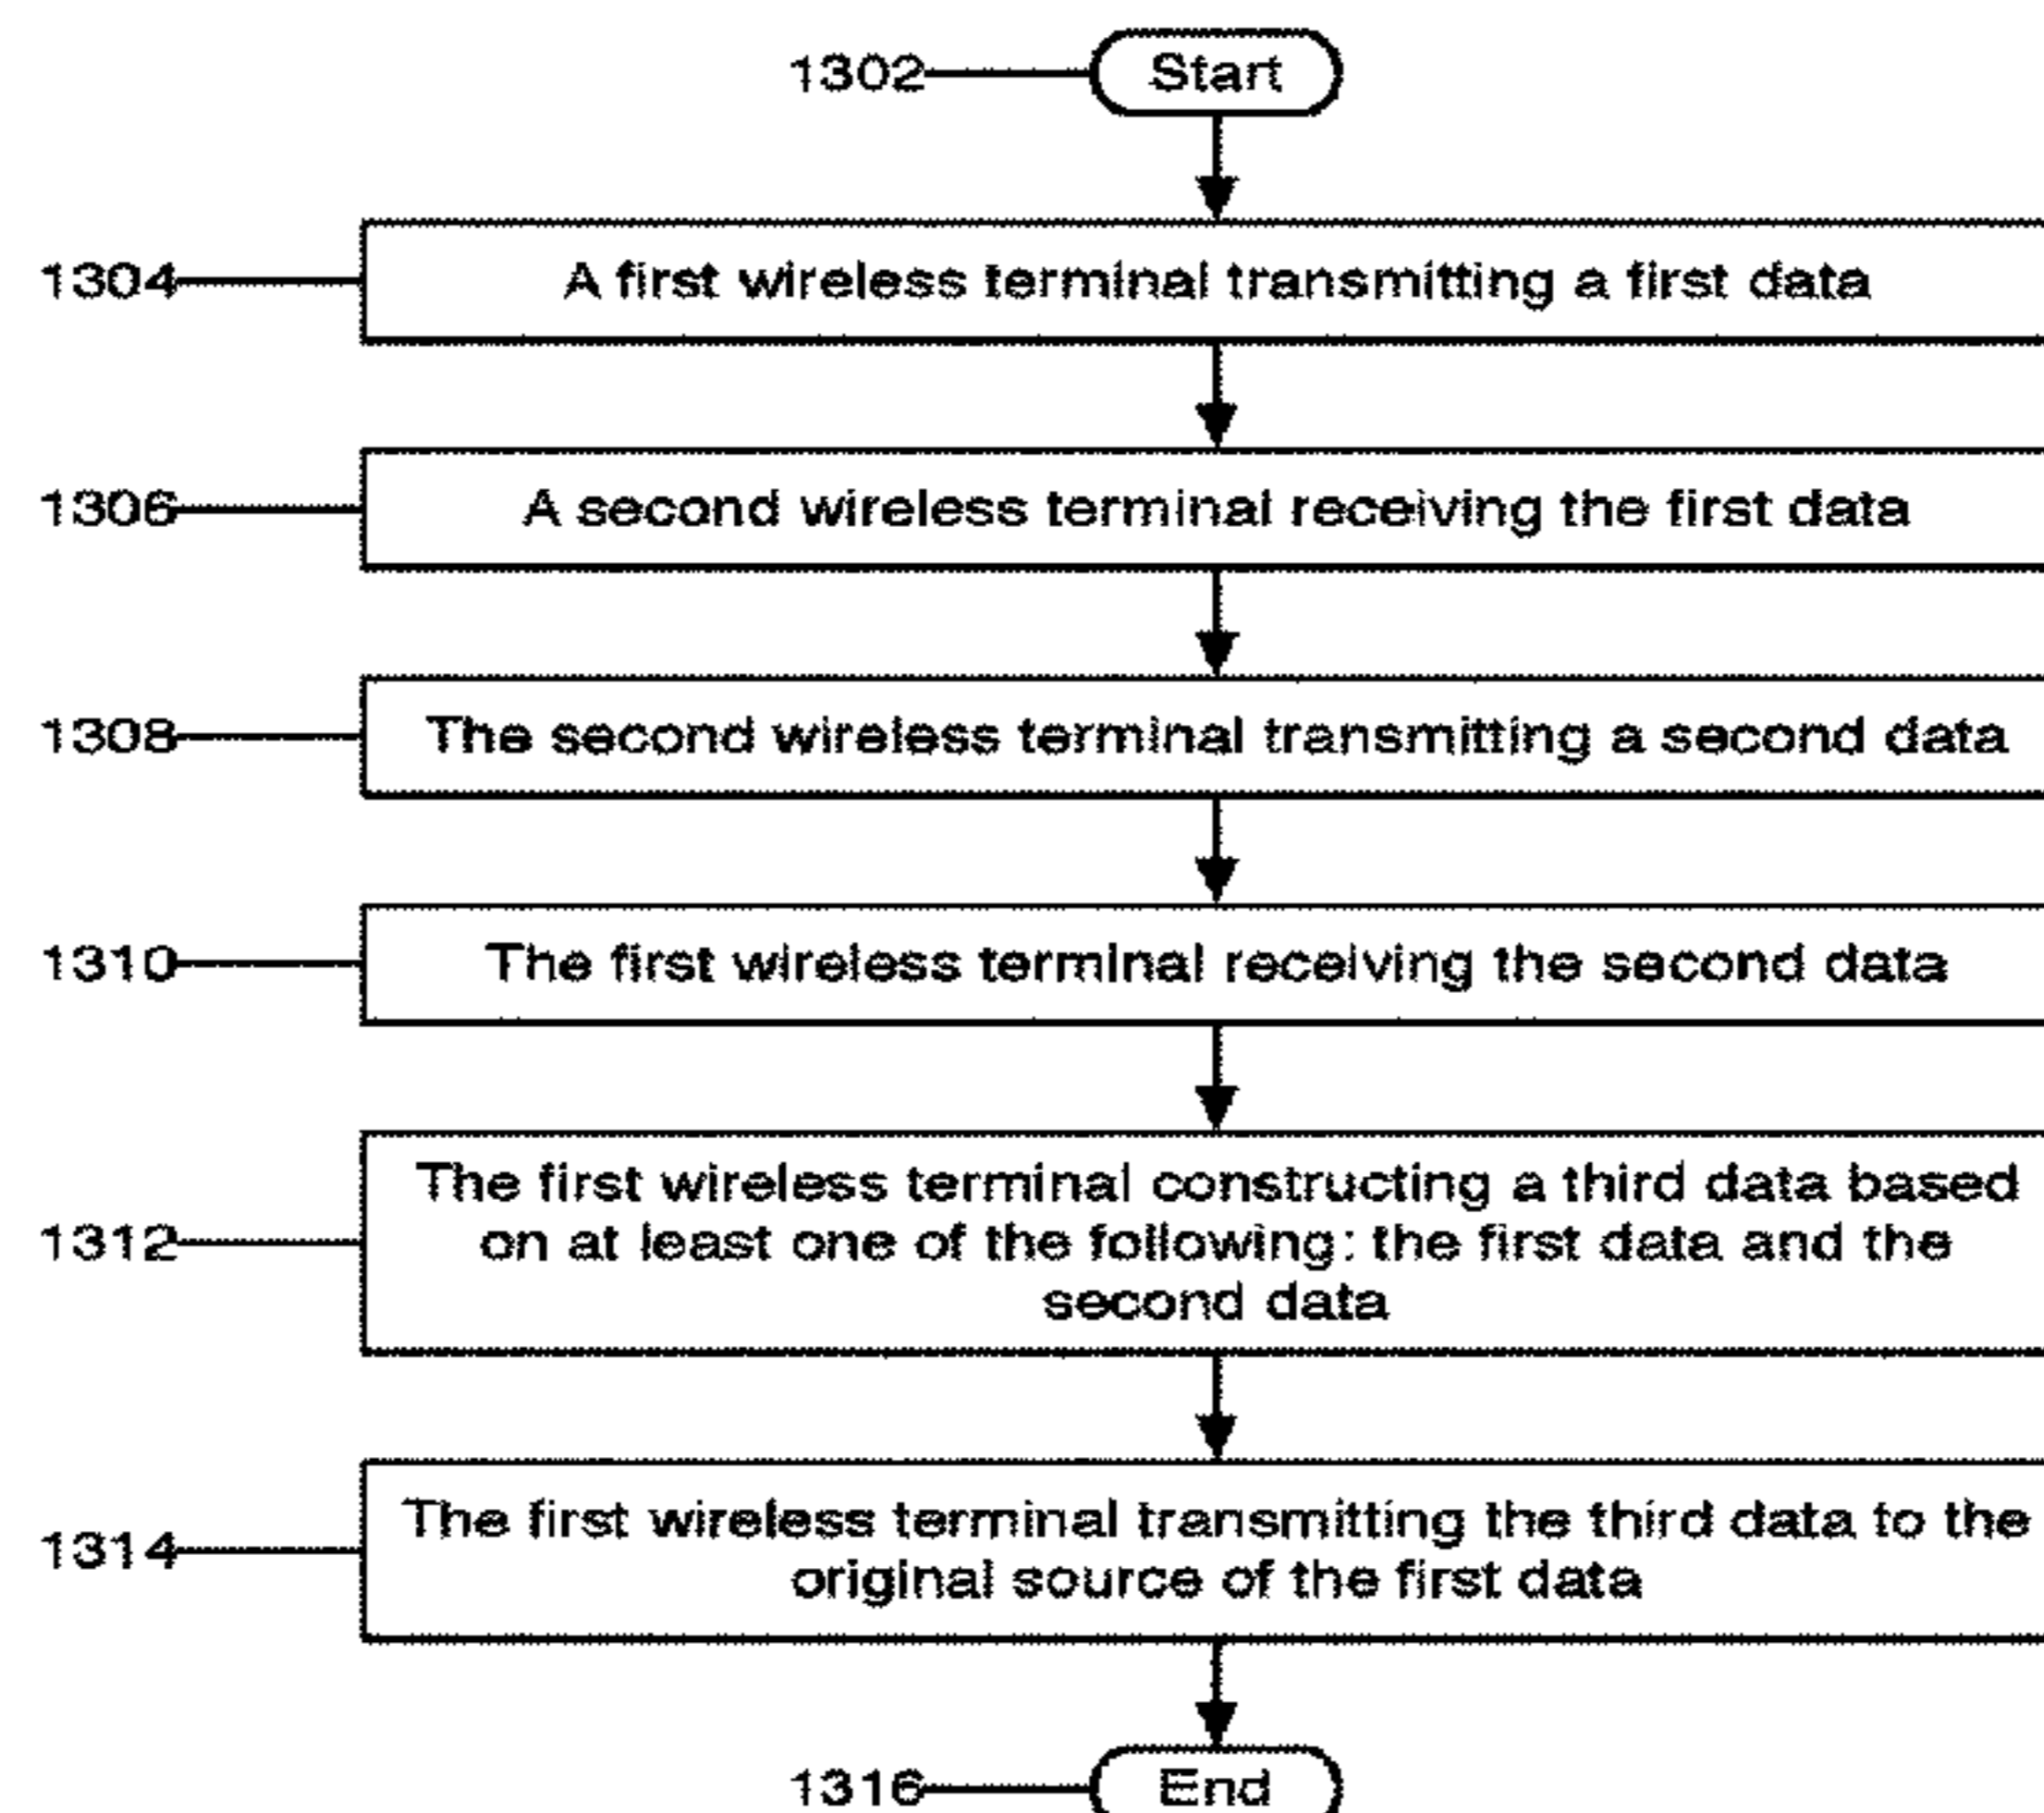 1302 Start
1304 A first wireless terminal transmitting a first data
1306 A second wireless terminal receiving the first data
1308 The second wireless terminal transmitting a second data
1310 The first wireless terminal receiving the second data
The first wireless terminal constructing a third data based
1312 on at least one of the following: the first data and the
second data
1314 The first wireless terminal transmitting the third data to the
original source of the first data
1316 End